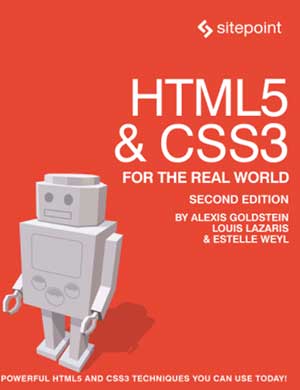 sitepoint
HTML5
& CSS3
FOR THE REAL WORLD
SECOND EDITION
BY ALEXIS GOLDSTEIN
LOUIS LAZARIS
& ESTELLE WEYL
POWERFUL HTML5 AND CSS3 TECHNIQUES YOU CAN USE TODAY!